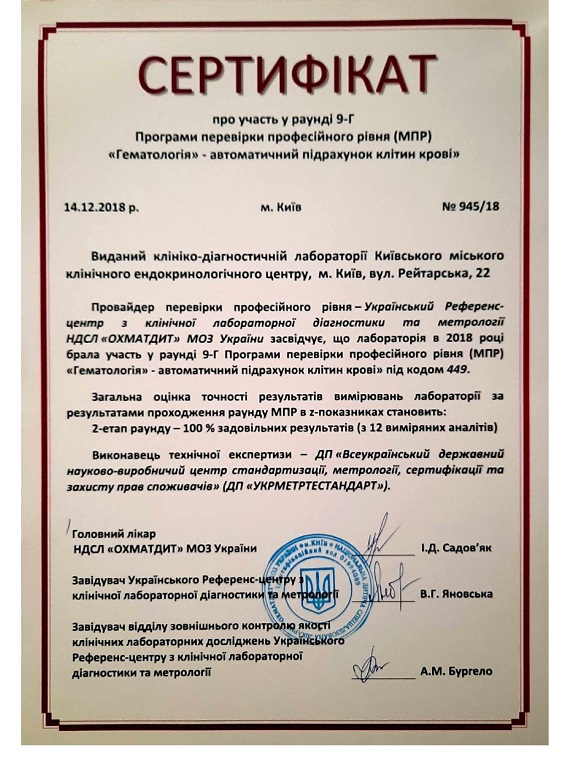 СЕРТИФІКАТ
про участь у раунді 9-Г
Програми перевірки професійного рівня (МПР)
«Гематологія» - автоматичний підрахунок клітин крові»
14.12.2018 р. м. Київ № 945/18
Виданий клініко-діагностичній лабораторії Київського міського
клінічного ендокринологічного центру, м. Київ, вул. Рейтарська, 22
Провайдер перевірки професійного рівня – Український Референс-
центр з клінічної лабораторної діагностики та метрології
НДСЛ «ОХМАТДИТ» МОЗ України засвідчує, що лабораторія в 2018 році
брала участь у раунді 9-Г Програми перевірки професійного рівня (МПР)
«Гематологія» - автоматичний підрахунок клітин крові» під кодом 449.
Загальна оцінка точності результатів вимірювань лабораторії за
результатами проходження раунду МПР в z-показниках становить:
2-етап раунду – 100 % задовільних результатів (з 12 виміряних аналітів)
Виконавець технічної експертизи – ДП «Всеукраїнський державний
науково-виробничий центр стандартизації, метрології, сертифікації та
захисту прав споживачів» (ДП «УКРМЕТРТЕСТАНДАРТ»).
Головний лікар
НДСЛ «ОХМАТДИТ» МОЗ України І.Д. Садов'як
Завідувач Українського Референс-центру з
клінічної лабораторної діагностики та метрології В.Г. Яновська
Завідувач відділу зовнішнього контролю якості
клінічних лабораторних досліджень Українського
Референс-центру з клінічної лабораторної
діагностики та метрології А.М. Бургело